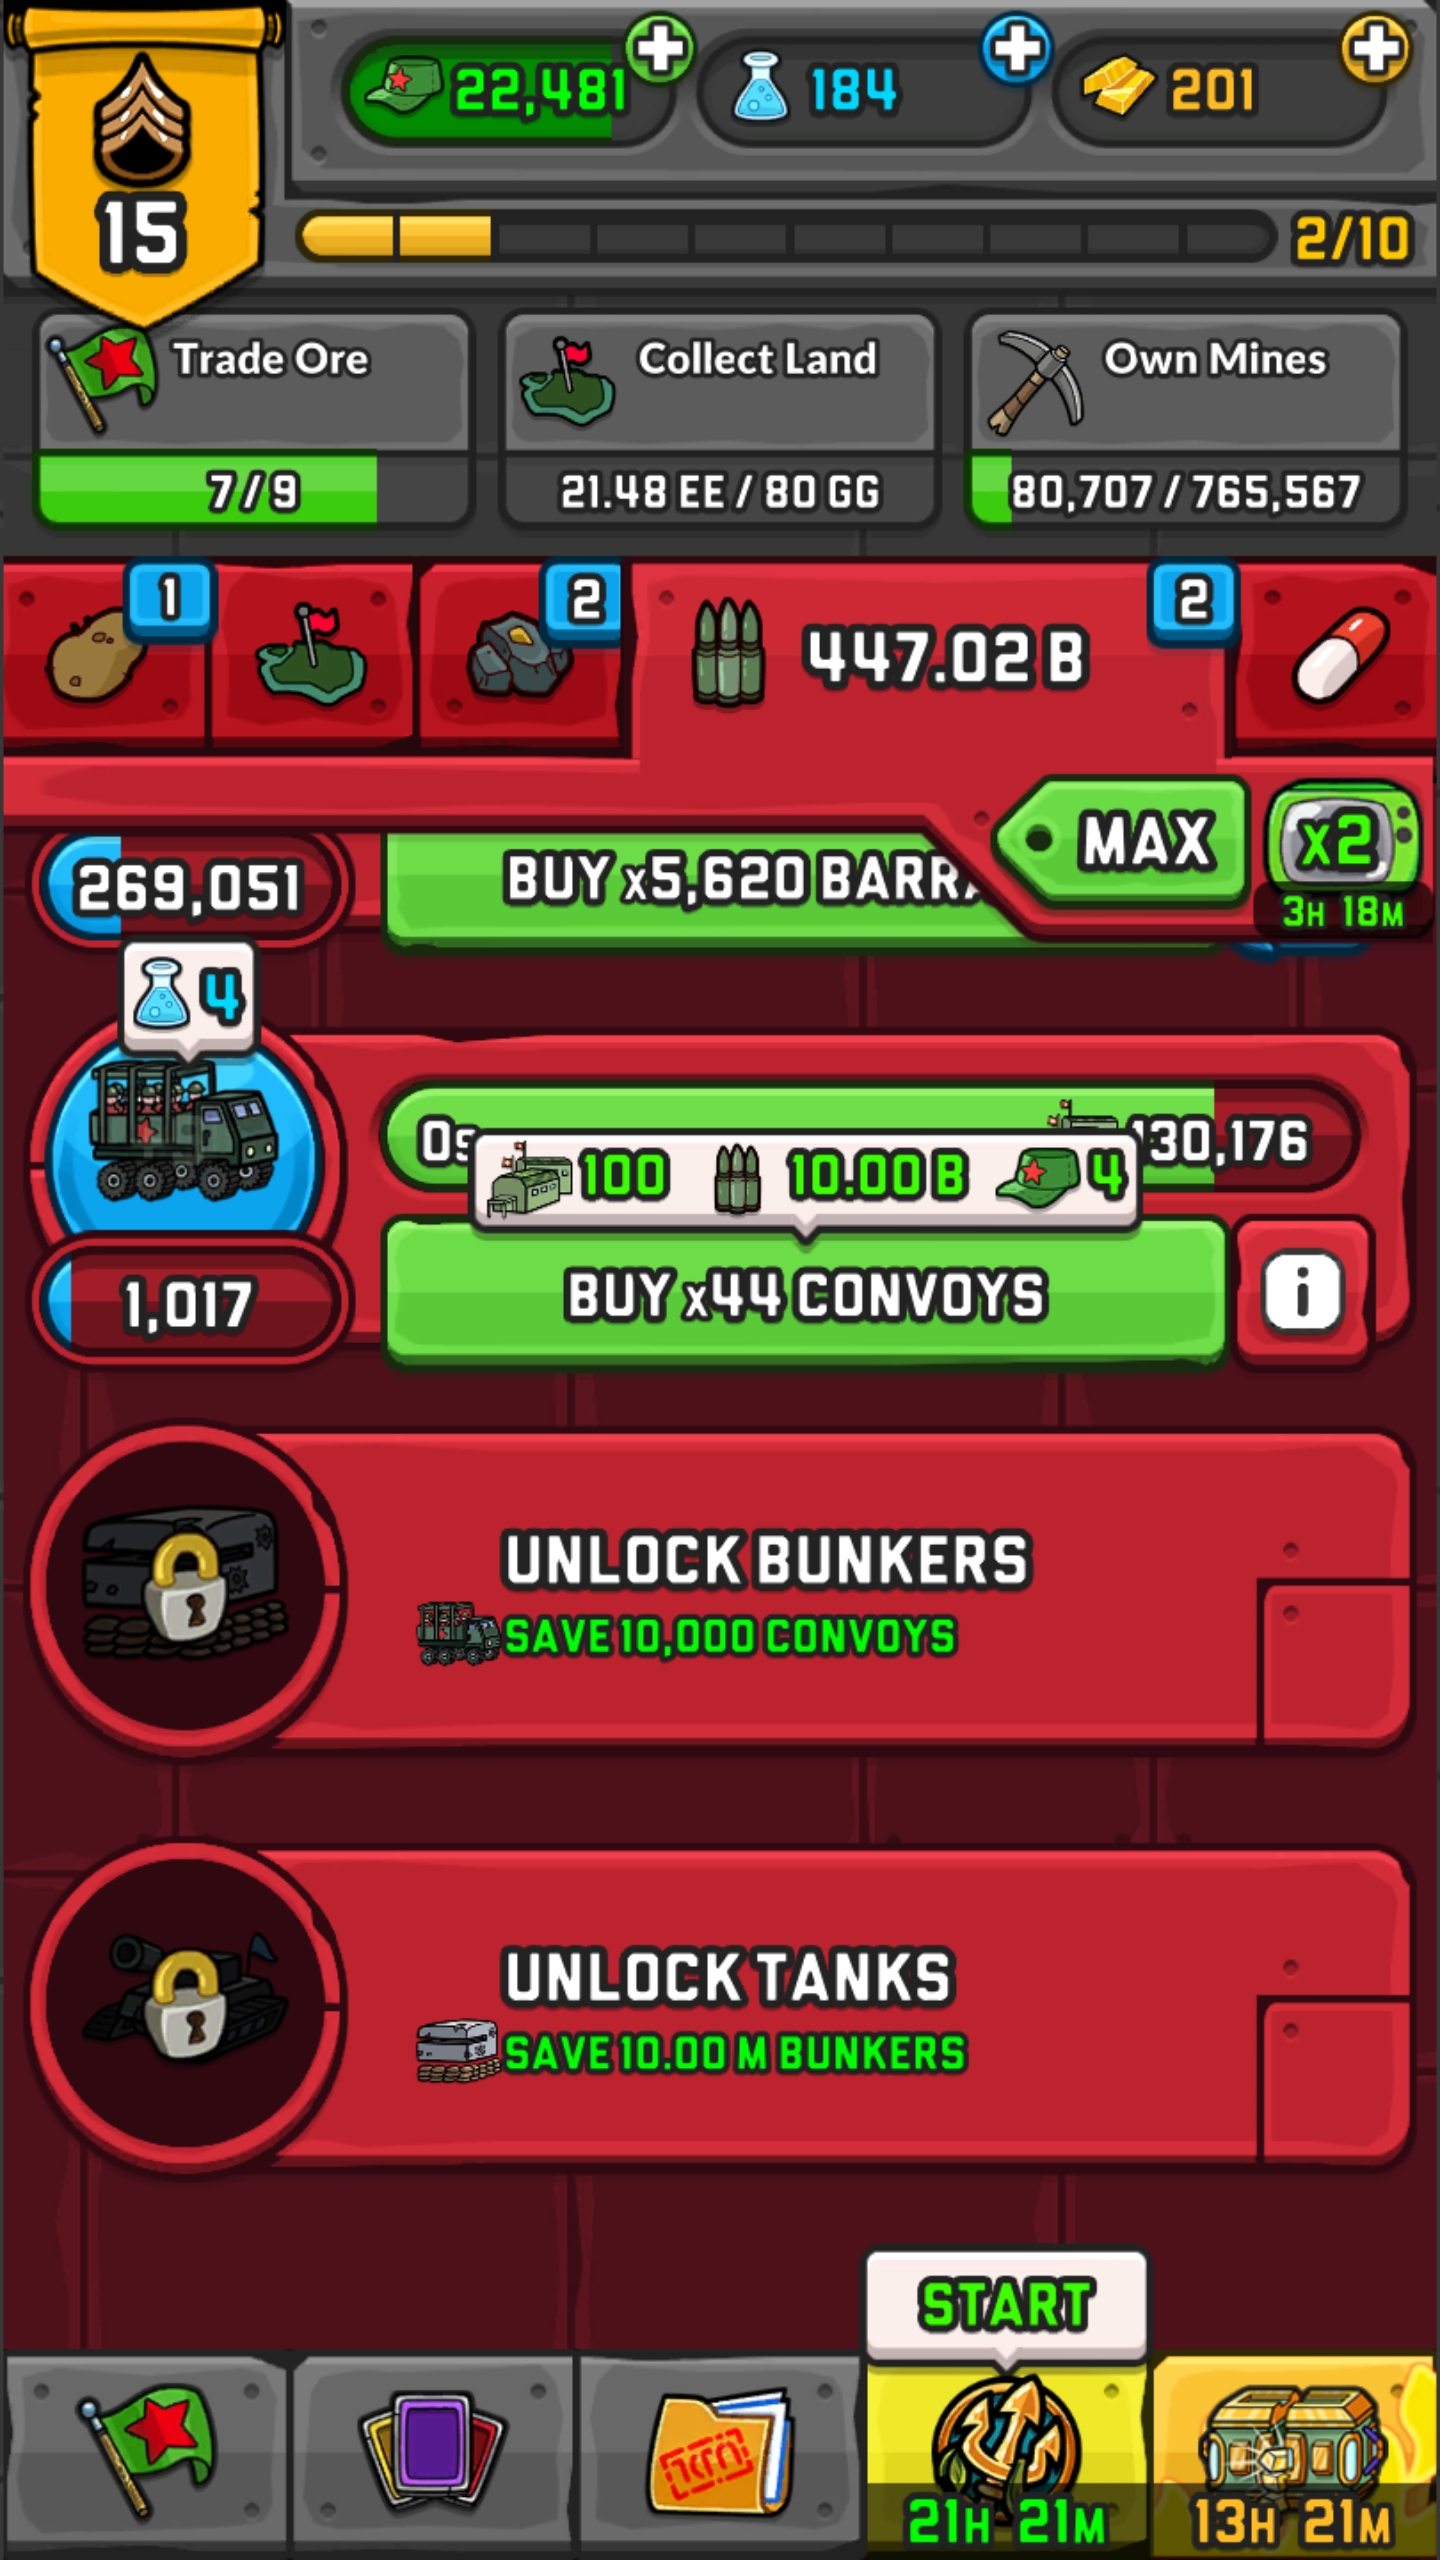 22,481
184
201
15
2/10
Trade Ore
Collect Land
Own Mines
7/9
21.48 EE / 80 GG
80,707 / 765,567
1
2
447.02 B
2
MAX
x2
3H 18M
269,051
BUY x5,620
4
0s
130,176
100
10.00 B
4
1,017
BUY x44 CONVOYS
i
UNLOCK BUNKERS
SAVE 10,000 CONVOYS
UNLOCK TANKS
SAVE 10.00 M BUNKERS
START
21H 21M
13H 21M